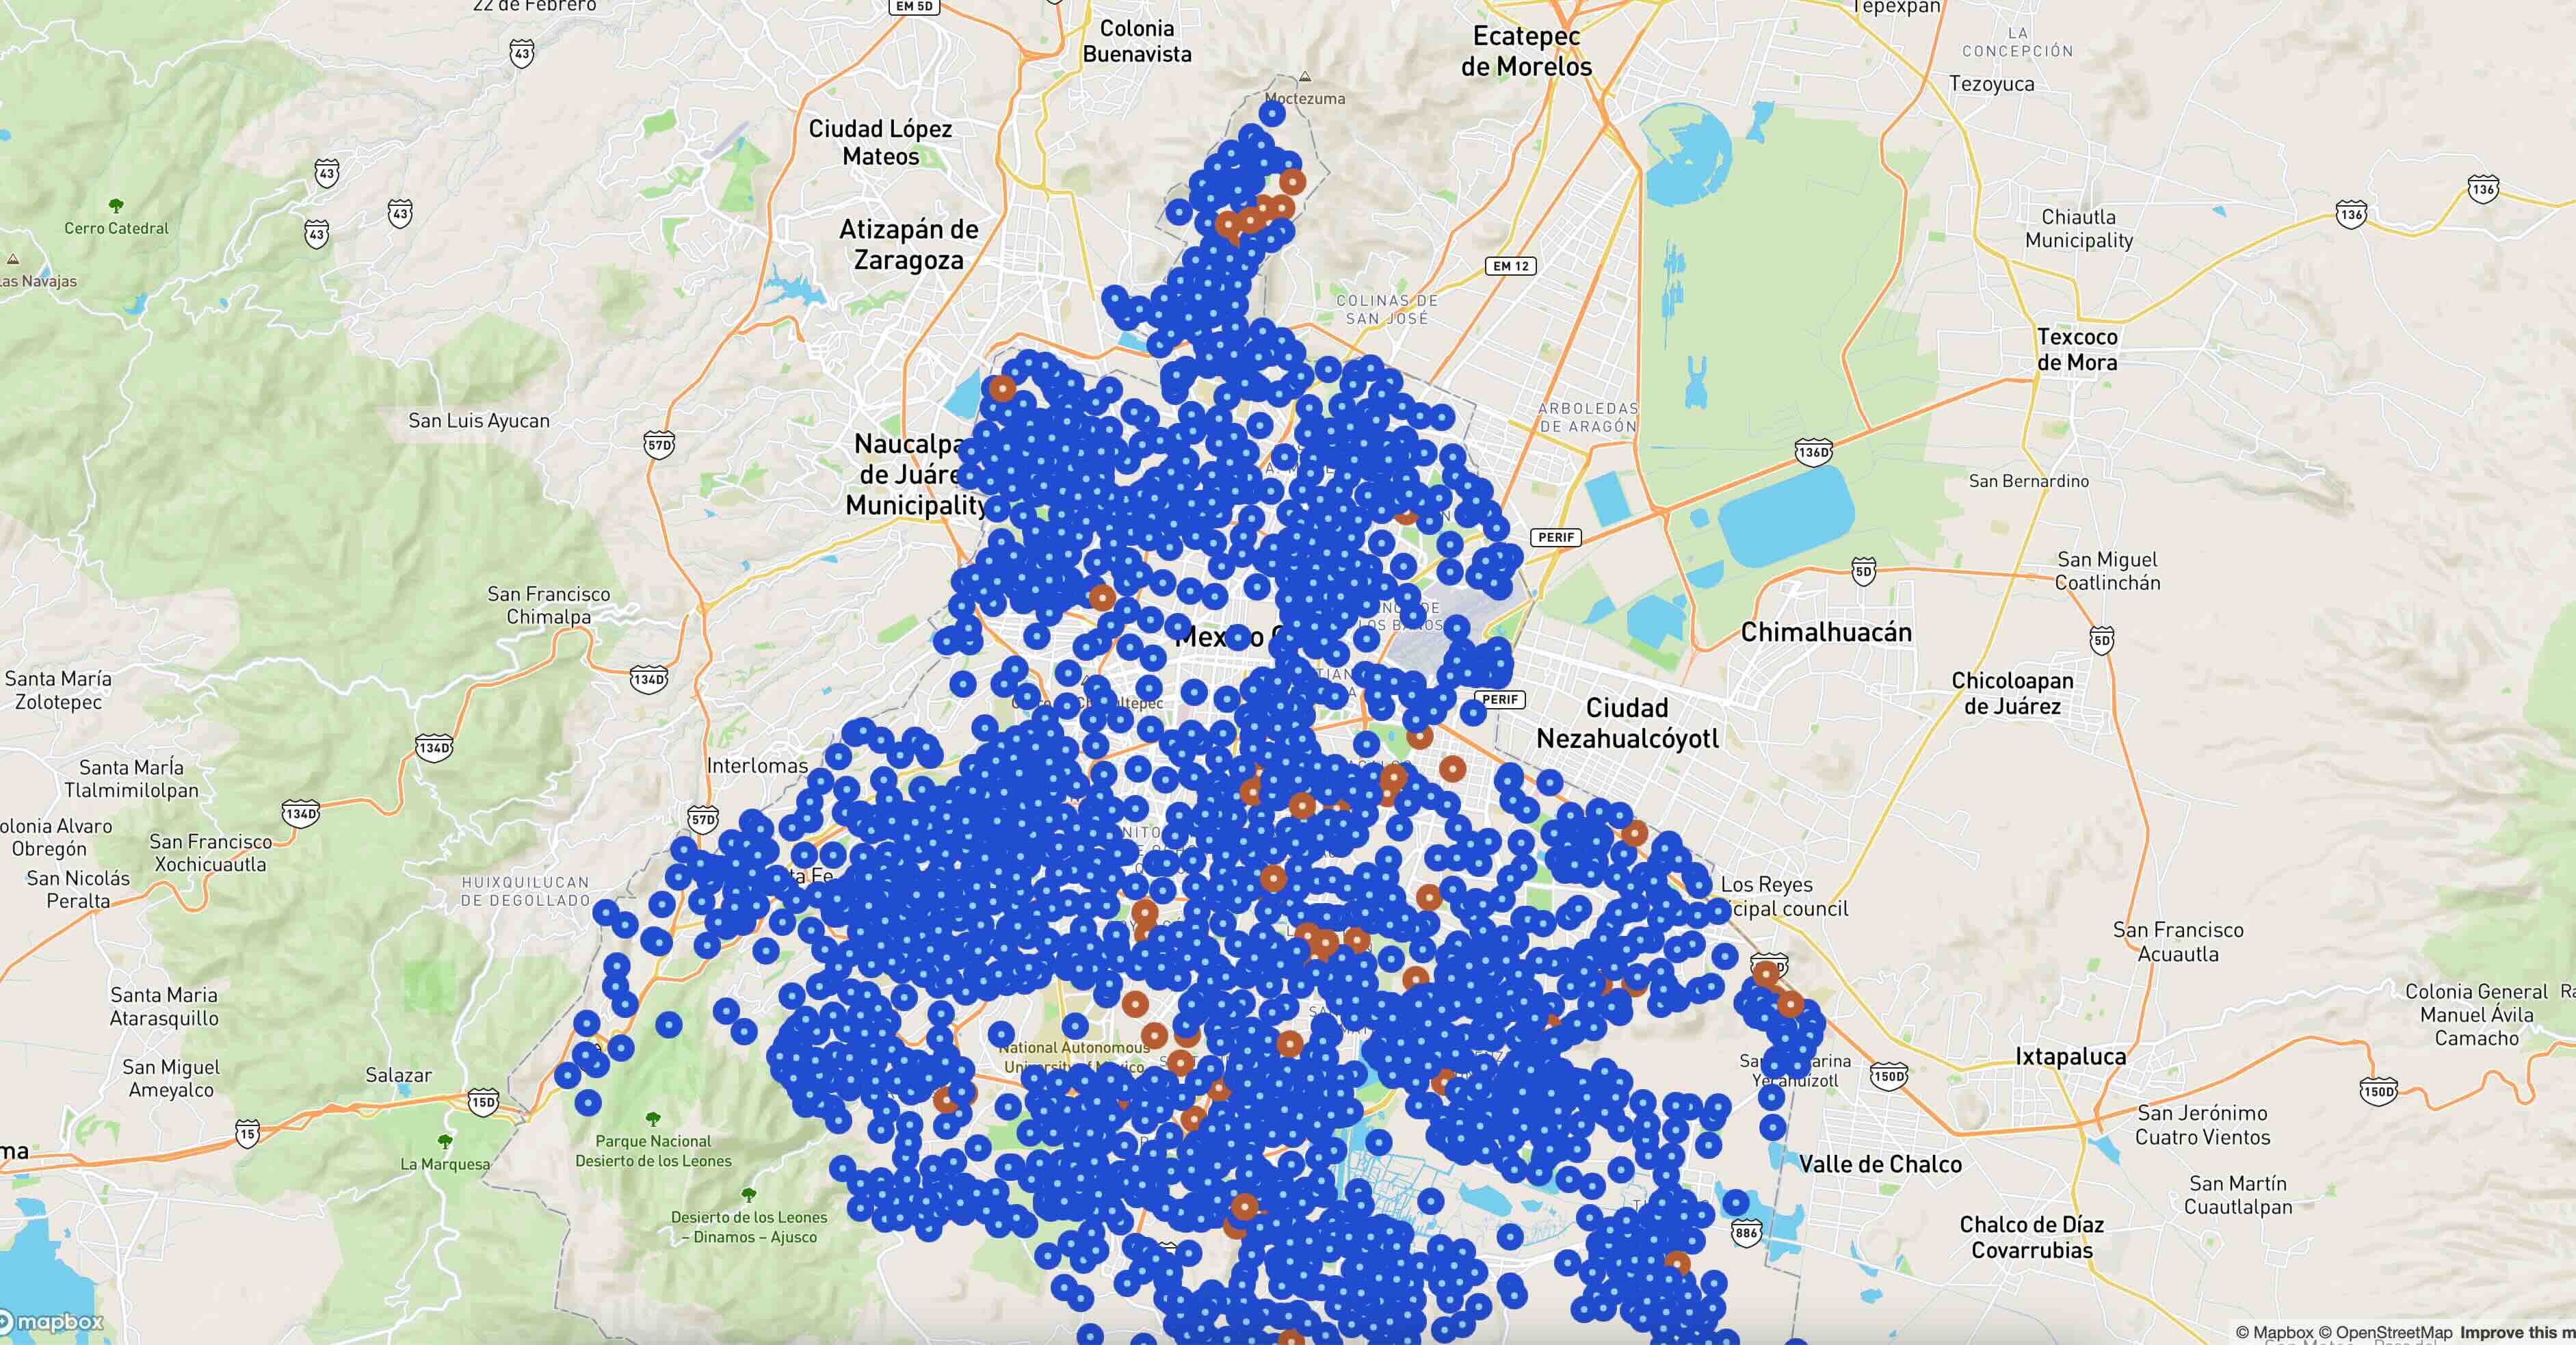 22 de Febrero
EM 5D
Colonia
Buenavista
Ecatepec
de Morelos
Tepexpan
LA
CONCEPCIÓN
Tezoyuca
43
Moctezuma
Ciudad López
Mateos
43
43
43
Cerro Catedral
136
136
Chiautla
Municipality
Atizapán de
Zaragoza
EM 12
as Navajas
COLINAS DE
SAN JOSÉ
Texcoco
de Mora
San Luis Ayucan
57D
ARBOLEDAS
DE ARAGÓN
Naucalpa
de Juáre
Municipality
136D
San Bernardino
PERIF
5D
San Miguel
Coatlinchán
San Francisco
Chimalpa
Mex
o
Chimalhuacán
5D
134D
Santa María
Zolotepec
PERIF
Chicoloapan
de Juárez
Ciudad
Nezahualcóyotl
134D
Interlomas
Santa María
Tlalmimilolpan
134D
57D
olonia Alvaro
Obregón
San Francisco
Xochicuautla
San Nicolás
Peralta
HUIXQUILUCAN
DE DEGOLLADO
ta Fe
Los Reyes
cipal council
San Francisco
Acuautla
Santa Maria
Atarasquillo
Colonia General
Manuel Ávila
Camacho
Ra
National Autonomous
San Miguel
Ameyalco
Salazar
Ixtapaluca
150D
150D
15D
15
San Jerónimo
Cuatro Vientos
Parque Nacional
Desierto de los Leones
La Marquesa
ma
Valle de Chalco
San Martín
Cuautlalpan
Desierto de los Leones
– Dinamos – Ajusco
886
Chalco de Díaz
Covarrubias
mapbox
© Mapbox © OpenStreetMap Improve this m